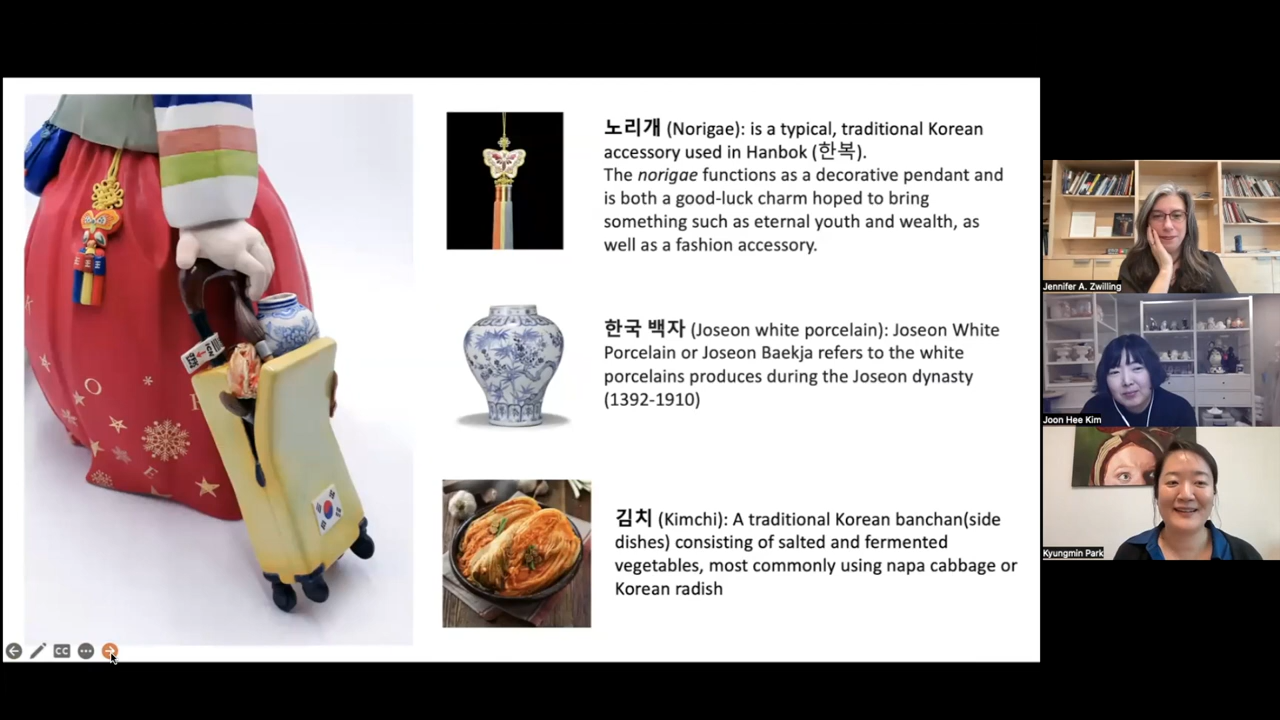 노리개 (Norigae): is a typical, traditional Korean
accessory used in Hanbok (한복).
The norigae functions as a decorative pendant and
is both a good-luck charm hoped to bring
something such as eternal youth and wealth, as
well as a fashion accessory.
한국 백자 (Joseon white porcelain): Joseon White
Porcelain or Joseon Baekja refers to the white
porcelains produces during the Joseon dynasty
(1392-1910)
김치 (Kimchi): A traditional Korean banchan(side
dishes) consisting of salted and fermented
vegetables, most commonly using napa cabbage or
Korean radish
CC
Jennifer A. Zwilling
Joon Hee Kim
Kyungmin Park